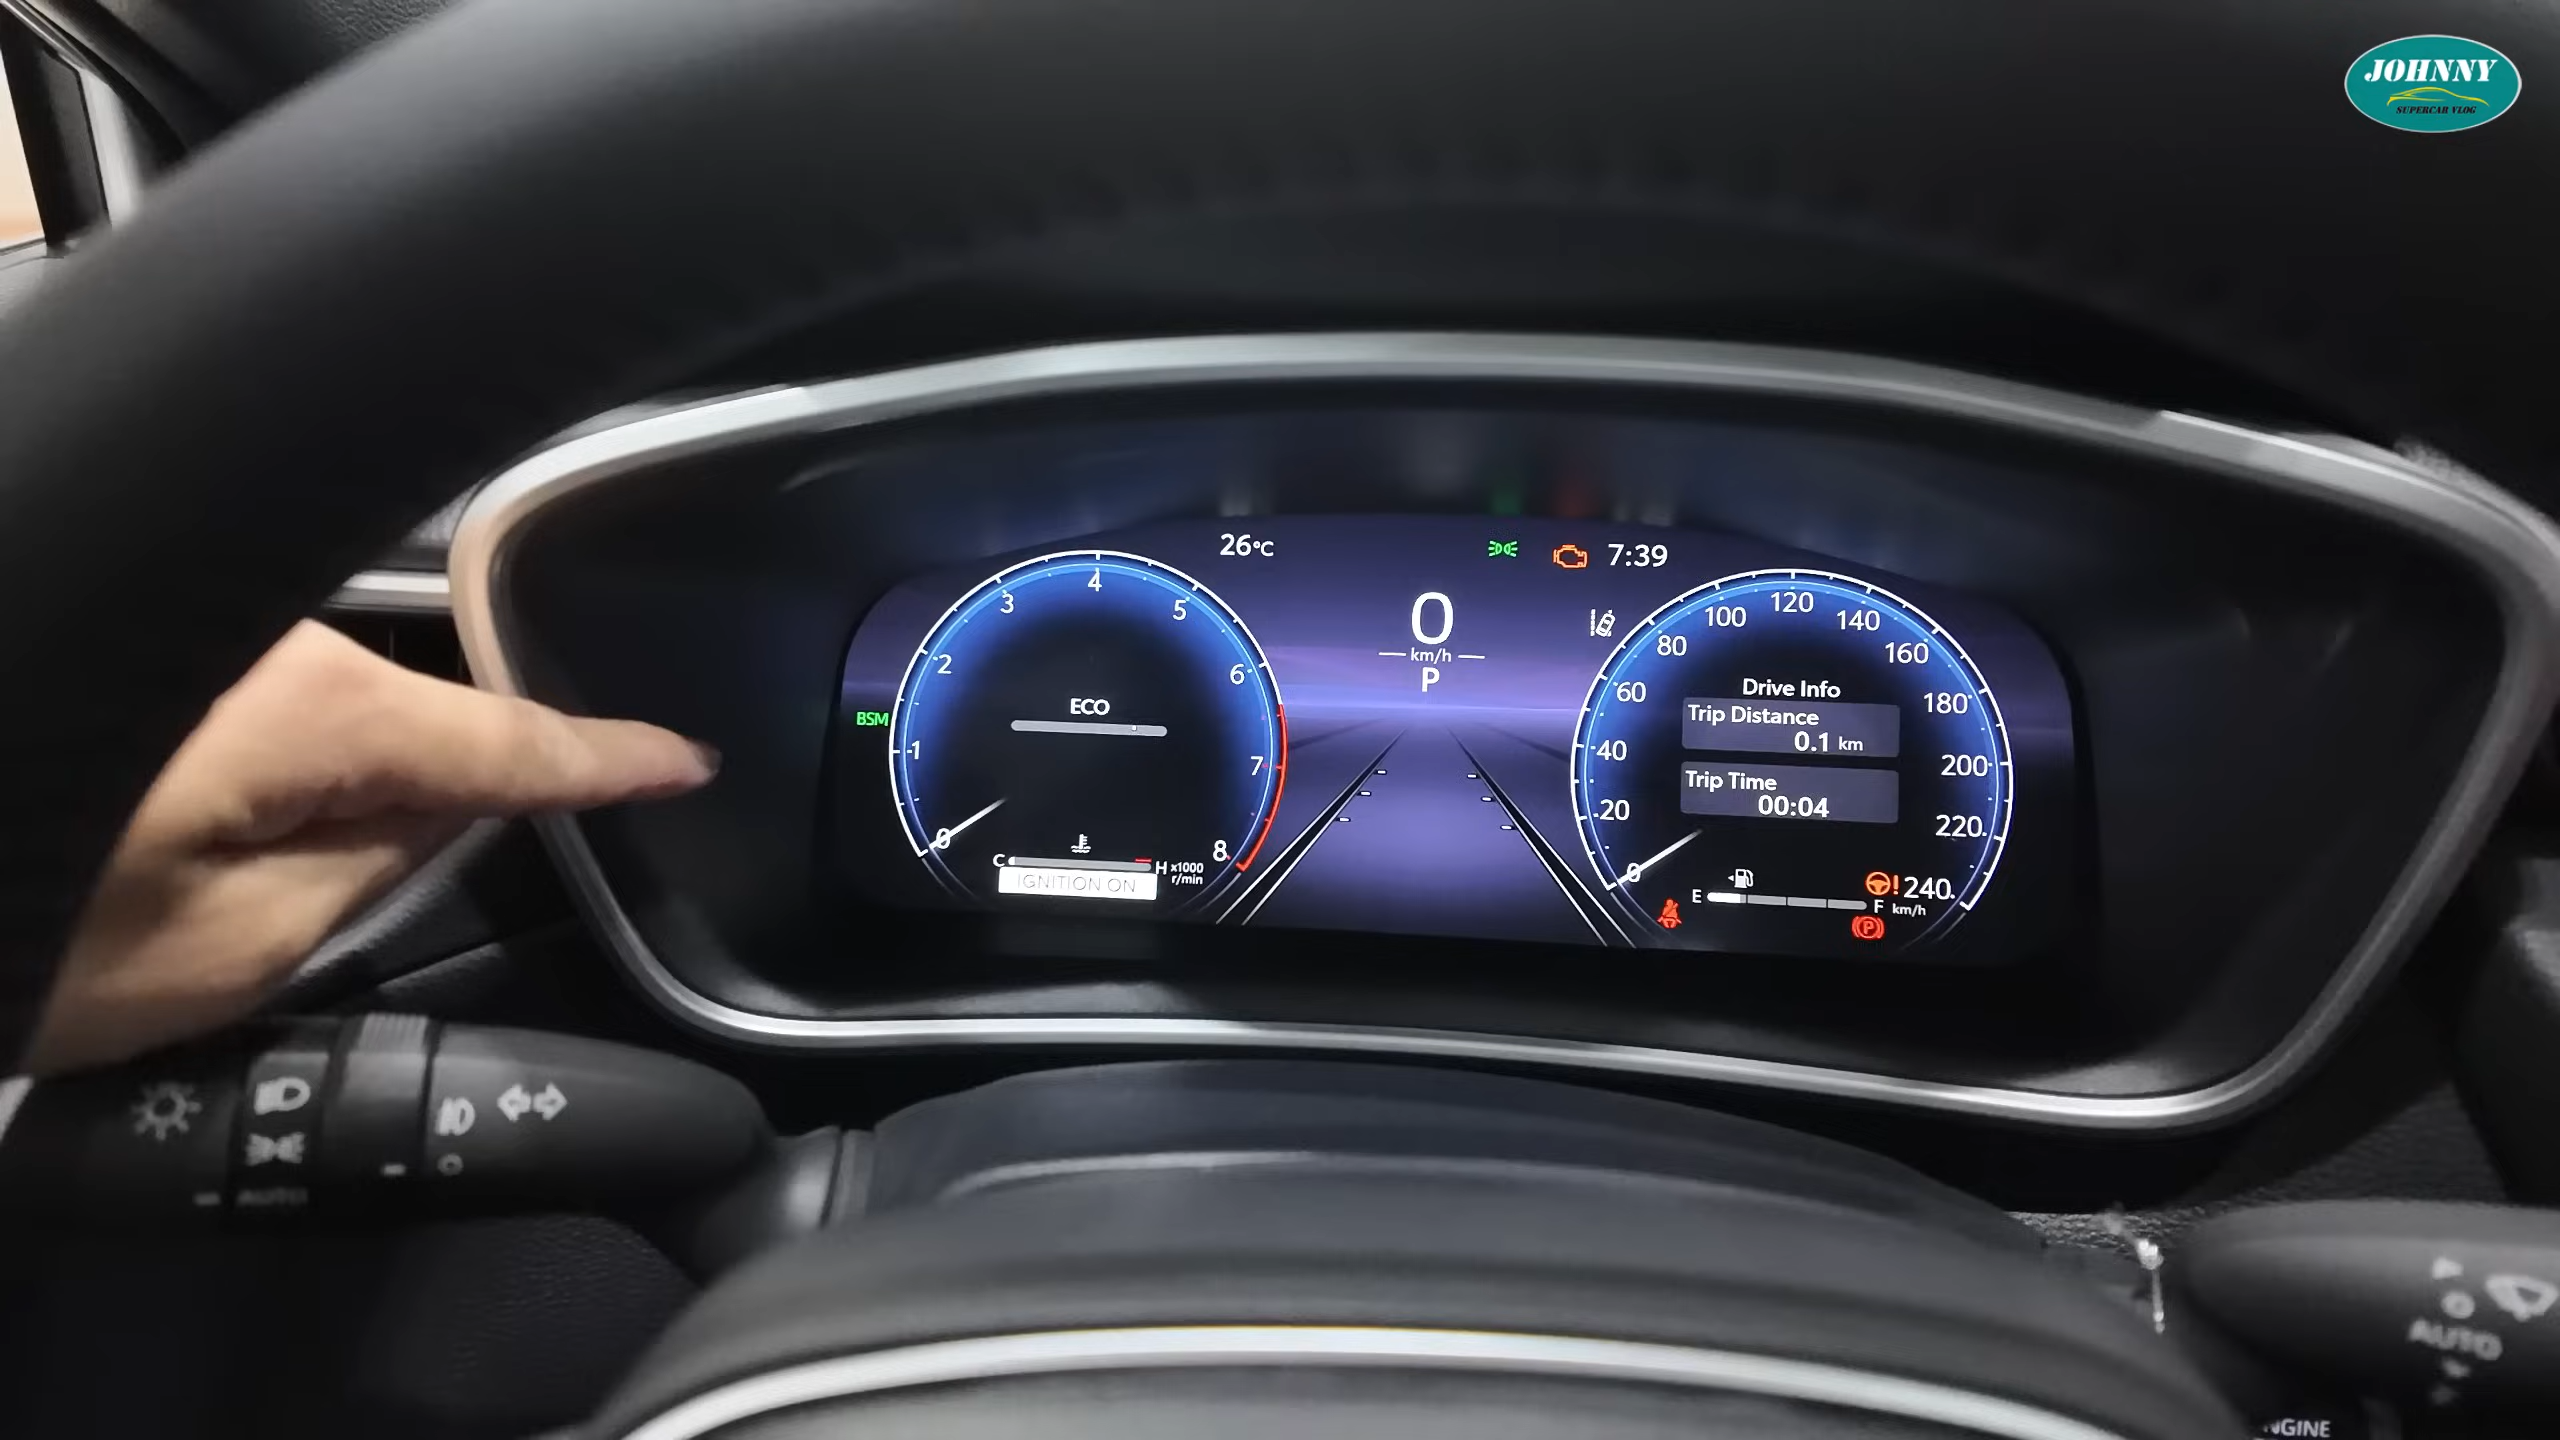 JOHNNY
SUPERCAR VLOG
26°C
7:39
0
km/h
P
BSM
0
1
2
3
4
5
6
7
8
ECO
C
H
x1000
r/min
IGNITION ON
0
20
40
60
80
100
120
140
160
180
200
220
240
km/h
Drive Info
Trip Distance
0.1 km
Trip Time
00:04
E
F
P
AUTO
AUTO
NGINE